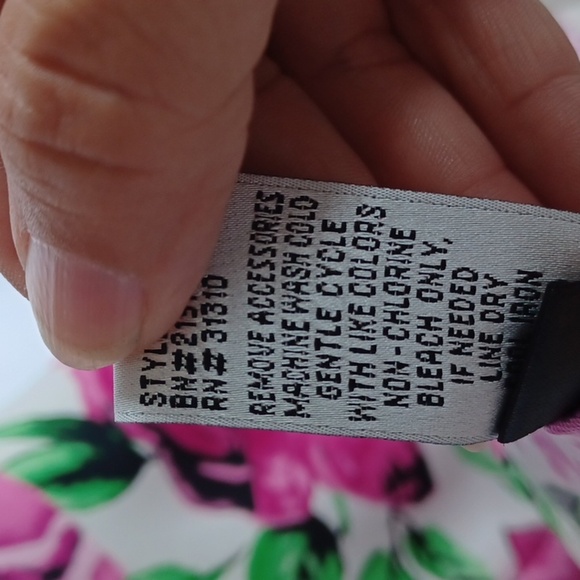 STYL
BN#
RN# 31310
REMOVE ACCESSORIES
MACHINE WASH COLD
GENTLE CYCLE
WITH LIKE COLORS
NON-CHLORINE
BLEACH ONLY,
IF NEEDED
LINE DRY
IRON